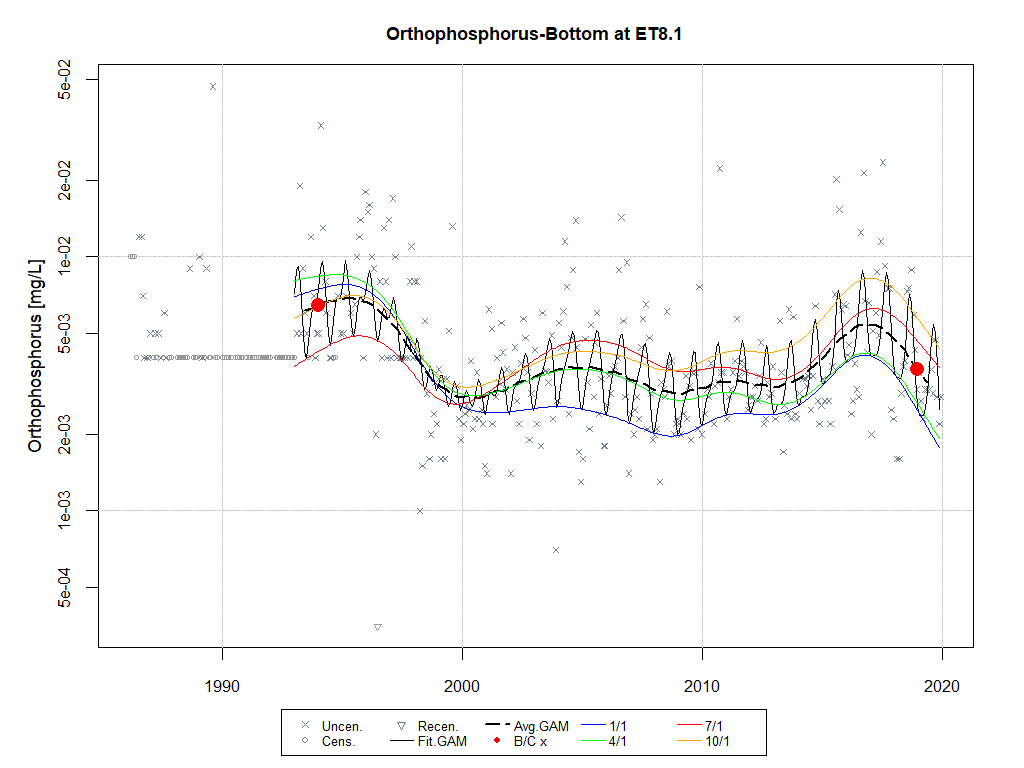 Orthophosphorus-Bottom at ET8.1
Orthophosphorus [mg/L]
5e-02
2e-02
1e-02
5e-03
2e-03
1e-03
5e-04
1990 2000 2010 2020
Uncen. Recen. Avg.GAM 1/1 7/1
Cens. Fit.GAM B/C x 4/1 10/1